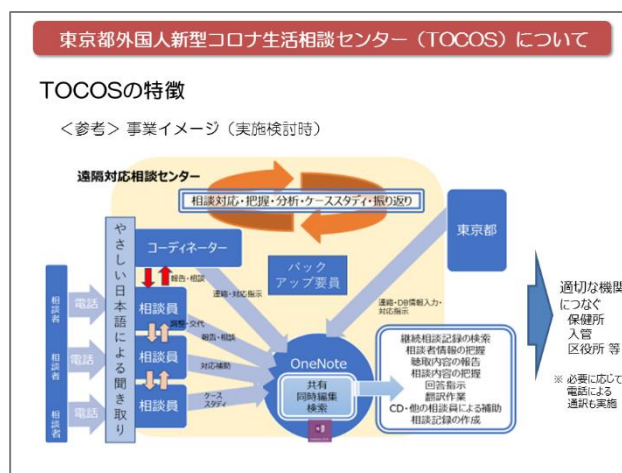 東京都外国人新型コロナ生活相談センター（TOCOS）について
TOCOSの特徴
＜参考＞ 事業イメージ（実施検討時）
遠隔対応相談センター
相談対応・把握・分析・ケーススタディ・振り返り
やさしい日本語による聞き取り
コーディネーター
報告・相談
連絡・対応指示
バック
アップ要員
東京都
連絡・DB情報入力・
対応指示
相談者
電話
相談員
調整・交代
報告・相談
相談者
電話
相談員
対応補助
相談者
電話
相談員
ケース
スタディ
OneNote
共有
同時編集
検索
継続相談記録の検索
相談者情報の把握
聴取内容の報告
相談内容の把握
回答指示
翻訳作業
CD・他の相談員による補助
相談記録の作成
適切な機関
につなぐ
保健所
入管
区役所 等
※ 必要に応じて
電話による
通訳も実施